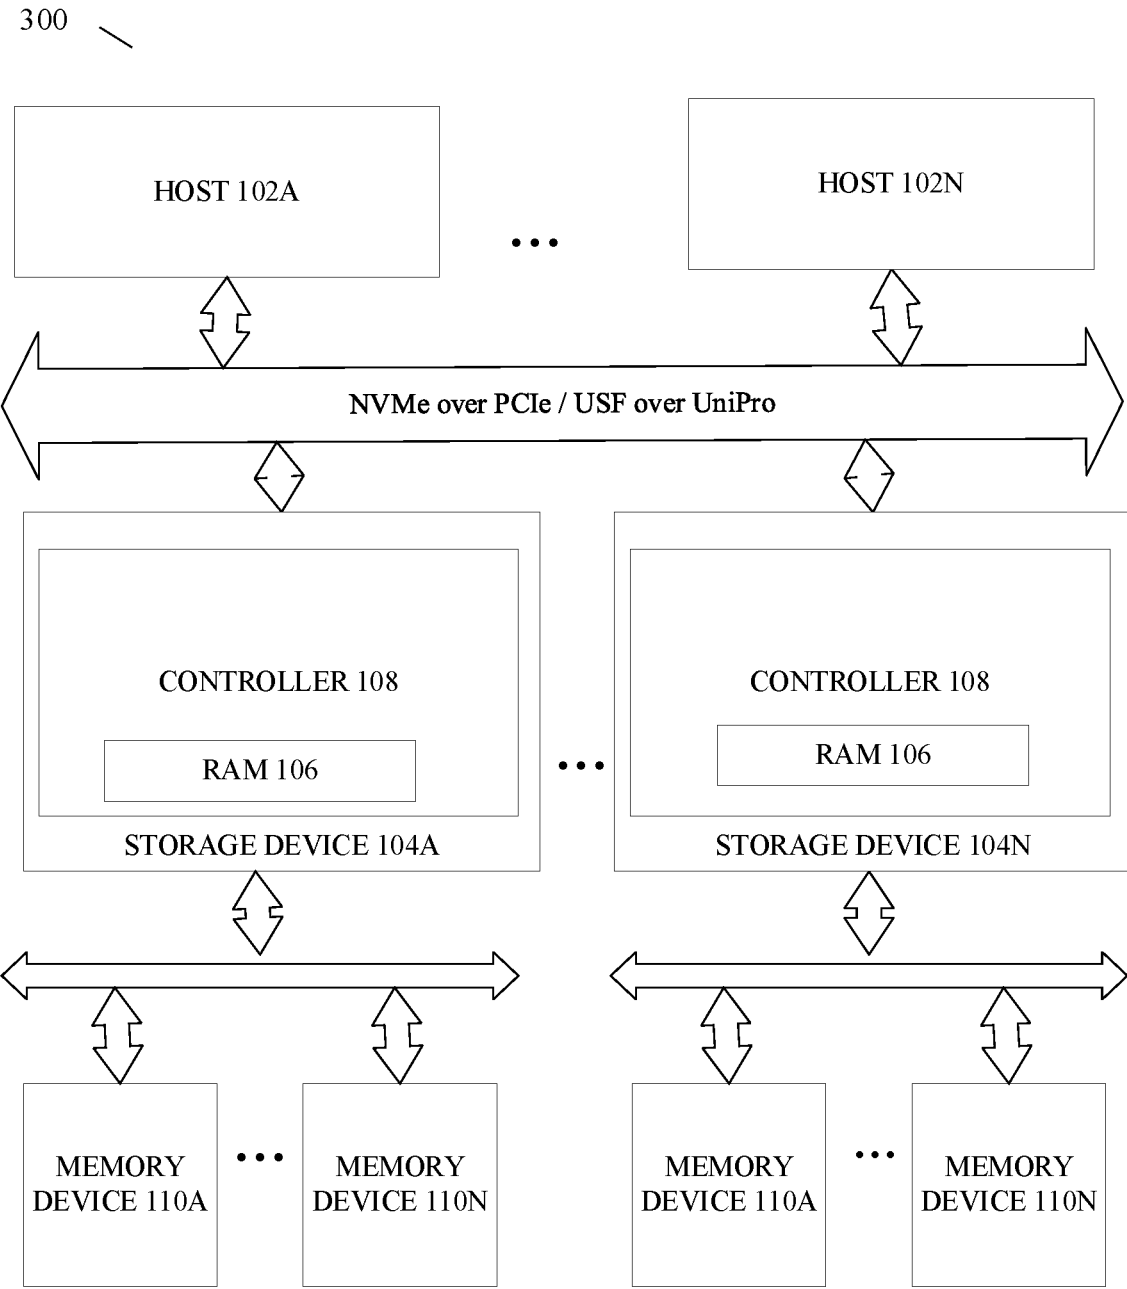 300
HOST 102A
HOST 102N
NVMe over PCIe / USF over UniPro
CONTROLLER 108
RAM 106
STORAGE DEVICE 104A
CONTROLLER 108
RAM 106
STORAGE DEVICE 104N
MEMORY
DEVICE 110A
MEMORY
DEVICE 110N
MEMORY
DEVICE 110A
MEMORY
DEVICE 110N